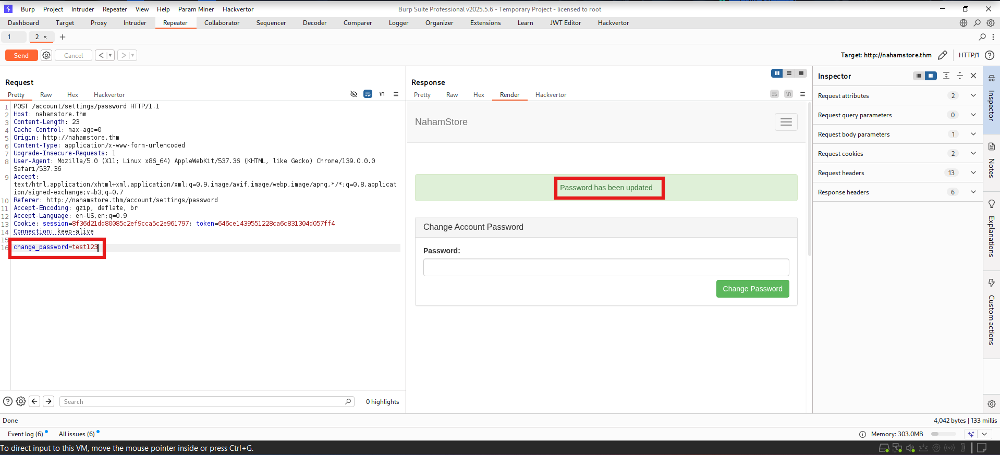 Burp Project Intruder Repeater View Help Param Miner Hackvertor
Burp Suite Professional v2025.5.6 - Temporary Project - licensed to root
Dashboard Target Proxy Intruder Repeater Collaborator Sequencer Decoder Comparer Logger Organizer Extensions Learn JWT Editor Hackvertor
1 2 × +
Send Cancel < >
Target: http://nahamstore.thm HTTP/1
Request
Pretty Raw Hex Hackvertor \n
1 POST /account/settings/password HTTP/1.1
2 Host: nahamstore.thm
3 Content-Length: 23
4 Cache-Control: max-age=0
5 Origin: http://nahamstore.thm
6 Content-Type: application/x-www-form-urlencoded
7 Upgrade-Insecure-Requests: 1
8 User-Agent: Mozilla/5.0 (X11; Linux x86_64) AppleWebKit/537.36 (KHTML, like Gecko) Chrome/139.0.0.0
Safari/537.36
9 Accept:
text/html,application/xhtml+xml,application/xml;q=0.9,image/avif,image/webp,image/apng,*/*;q=0.8,applicat
ion/signed-exchange;v=b3;q=0.7
10 Referer: http://nahamstore.thm/account/settings/password
11 Accept-Encoding: gzip, deflate, br
12 Accept-Language: en-US,en;q=0.9
13 Cookie: session=8f36d21dd80085c2ef9cca5c2e961797; token=646ce1439551228ca6c831304d057ff4
14 Connection: keep-alive
15
16 change_password=test123
Search
0 highlights
Response
Pretty Raw Hex Render Hackvertor \n
NahamStore
Password has been updated
Change Account Password
Password:
Change Password
Inspector
Request attributes 2
Request query parameters 0
Request body parameters 1
Request cookies 2
Request headers 13
Response headers 6
Inspector
Notes
Explanations
Custom actions
Done
4,042 bytes | 133 millis
Event log (6) All issues (6)
Memory: 303.0MB
To direct input to this VM, move the mouse pointer inside or press Ctrl+G.